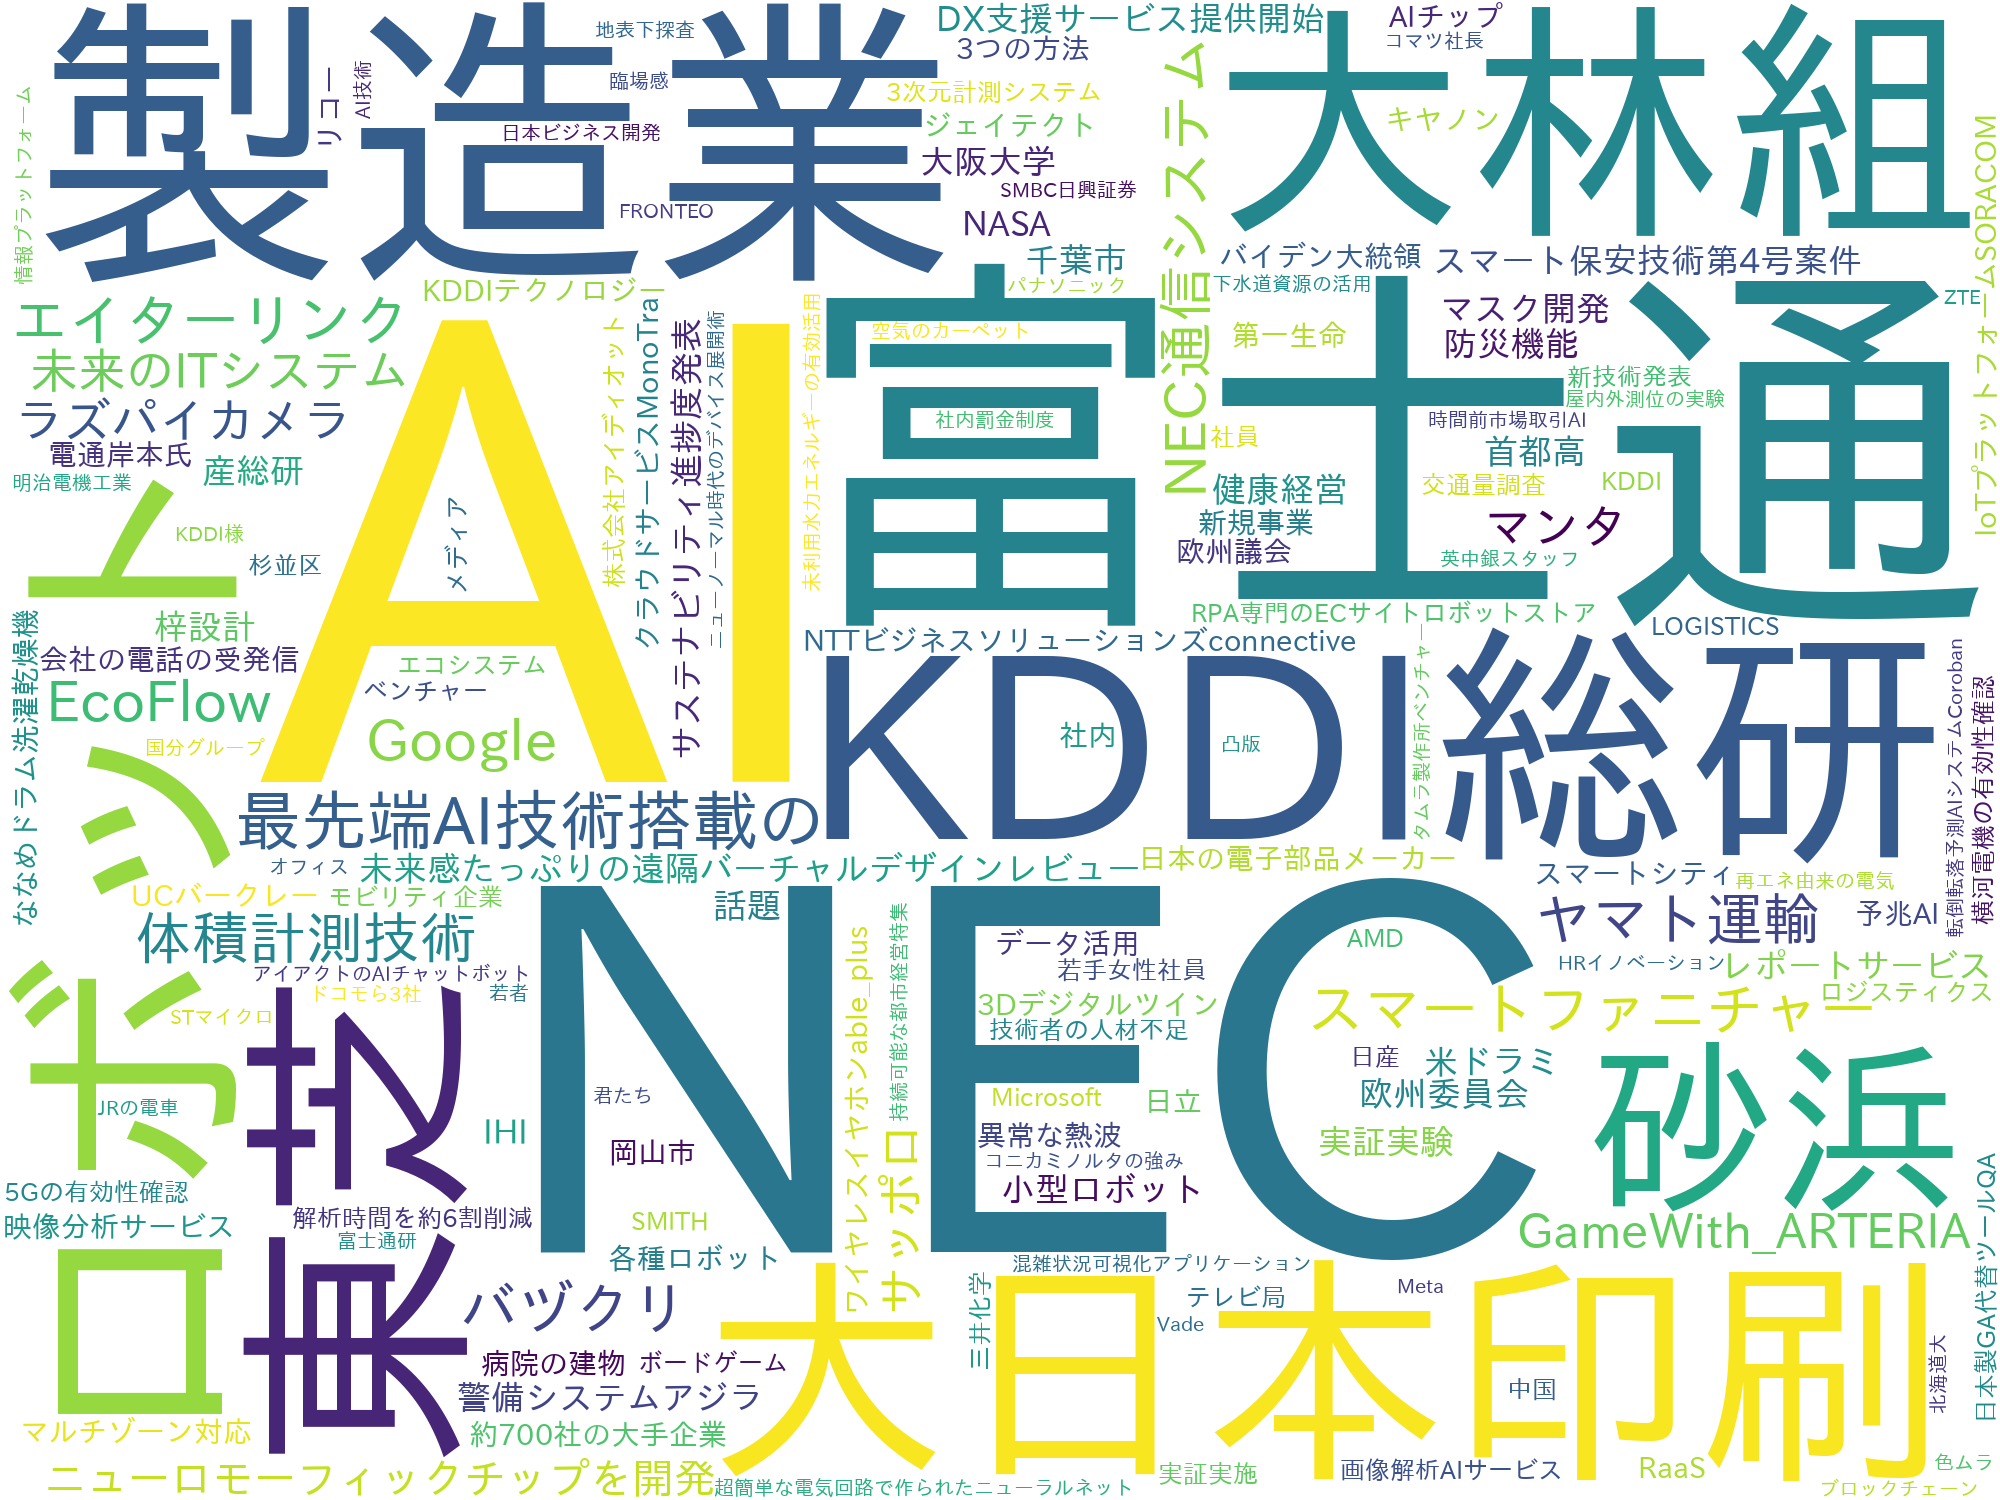 製造業
地表下探査
DX支援サービス提供開始
大林組
AIチップ
コマツ社長
3つの方法
臨場感
リコー
AI技術
3次元計測システム
キヤノン
情報プラットフォーム
日本ビジネス開発
ジェイテクト
大阪大学
NEC通信システム
IoTプラットフォームSORACOM
SMBC日興証券
FRONTEO
NASA
千葉市
バイデン大統領
スマート保安技術第4号案件
KDDIテクノロジー
パナソニック
下水道資源の活用
富士通
マスク開発
ZTE
エイターリンク
空気のカーペット
第一生命
防災機能
未来のITシステム
AI
株式会社アイディオット
クラウドサービスMonoTra
サステナビリティ進捗度発表
ニューノーマル時代のデバイス展開術
未利用水力エネルギーの有効活用
新技術発表
屋内外測位の実験
ラズパイカメラ
社内罰金制度
時間前市場取引AI
電通岸本氏
産総研
社員
首都高
明治電機工業
健康経営
交通量調査
KDDI
KDDI様
メディア
新規事業
マンタ
杉並区
欧州議会
英中銀スタッフ
ロボット
梓設計
RPA専門のECサイトロボットストア
ななめドラム洗濯乾燥機
会社の電話の受発信
エコシステム
NTTビジネスソリューションズconnective
LOGISTICS
EcoFlow
ベンチャー
KDDI総研
タムラ製作所ベンチャー
転倒転落予測AIシステムCoroban
横河電機の有効性確認
国分グループ
Google
社内
凸版
最先端AI技術搭載の
オフィス
未来感たっぷりの遠隔バーチャルデザインレビュー
日本の電子部品メーカー
スマートシティ
再エネ由来の電気
UCバークレー
モビリティ企業
話題
NEC
ヤマト運輸
予兆AI
体積計測技術
データ活用
AMD
アイアクトのAIチャットボット
若手女性社員
HRイノベーション
レポートサービス
ドコモら3社
若者
3Dデジタルツイン
スマートファニチャー
ロジスティクス
STマイクロ
東芝
技術者の人材不足
ワイヤレスイヤホンable_plus
持続可能な都市経営特集
日産
米ドラミ
砂浜
JRの電車
君たち
Microsoft
日立
欧州委員会
IHI
岡山市
異常な熱波
実証実験
コニカミノルタの強み
サッポロ
5Gの有効性確認
小型ロボット
日本製GA代替ツールQA
映像分析サービス
解析時間を約6割削減
SMITH
GameWith_ARTERIA
富士通研
各種ロボット
混雑状況可視化アプリケーション
大日本印刷
三井化学
テレビ局
Meta
バヅクリ
Vade
病院の建物
ボードゲーム
北海道大
警備システムアジラ
中国
マルチゾーン対応
約700社の大手企業
ニューロモーフィックチップを開発
超簡単な電気回路で作られたニューラルネット
実証実施
画像解析AIサービス
RaaS
色ムラ
ブロックチェーン